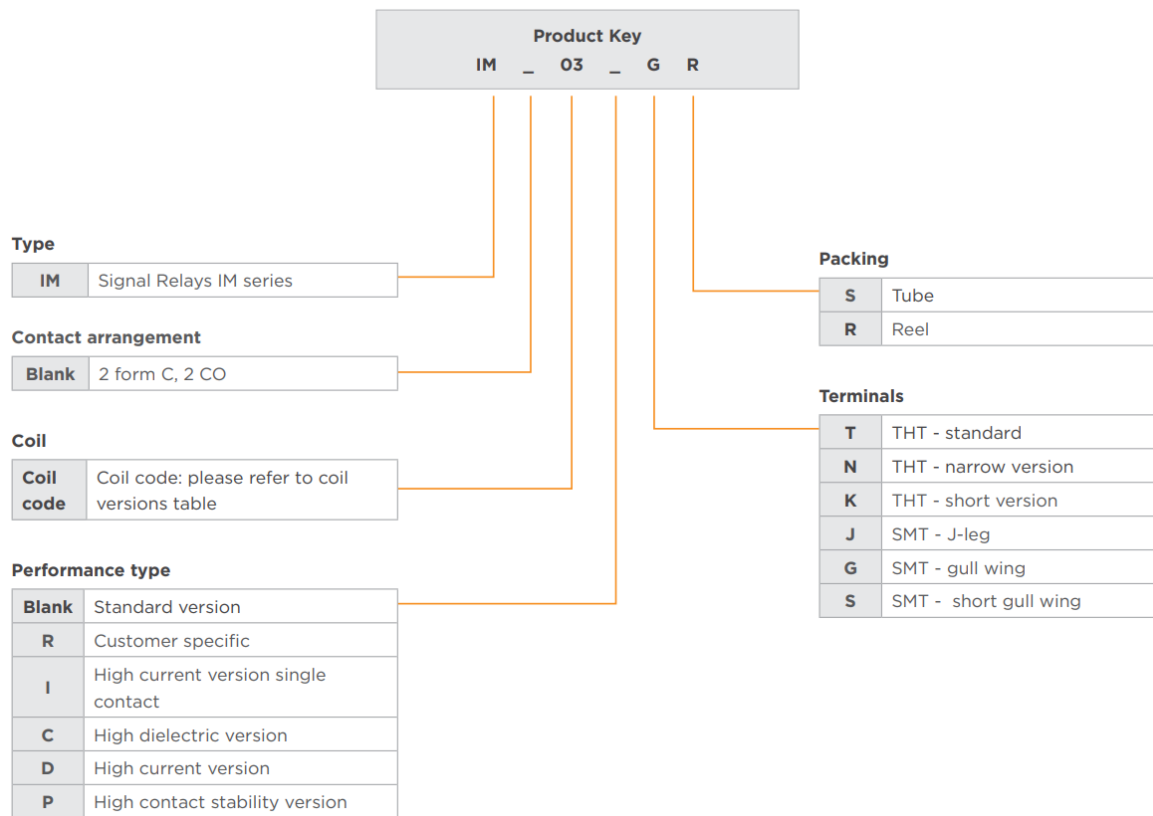 Product Key
IM _ 03 _ G R
Type
IM Signal Relays IM series
Contact arrangement
Blank 2 form C, 2 CO
Coil
Coil code Coil code: please refer to coil
versions table
Performance type
Blank Standard version
R Customer specific
I High current version single
contact
C High dielectric version
D High current version
P High contact stability version
Packing
S Tube
R Reel
Terminals
T THT - standard
N THT - narrow version
K THT - short version
J SMT - J-leg
G SMT - gull wing
S SMT - short gull wing